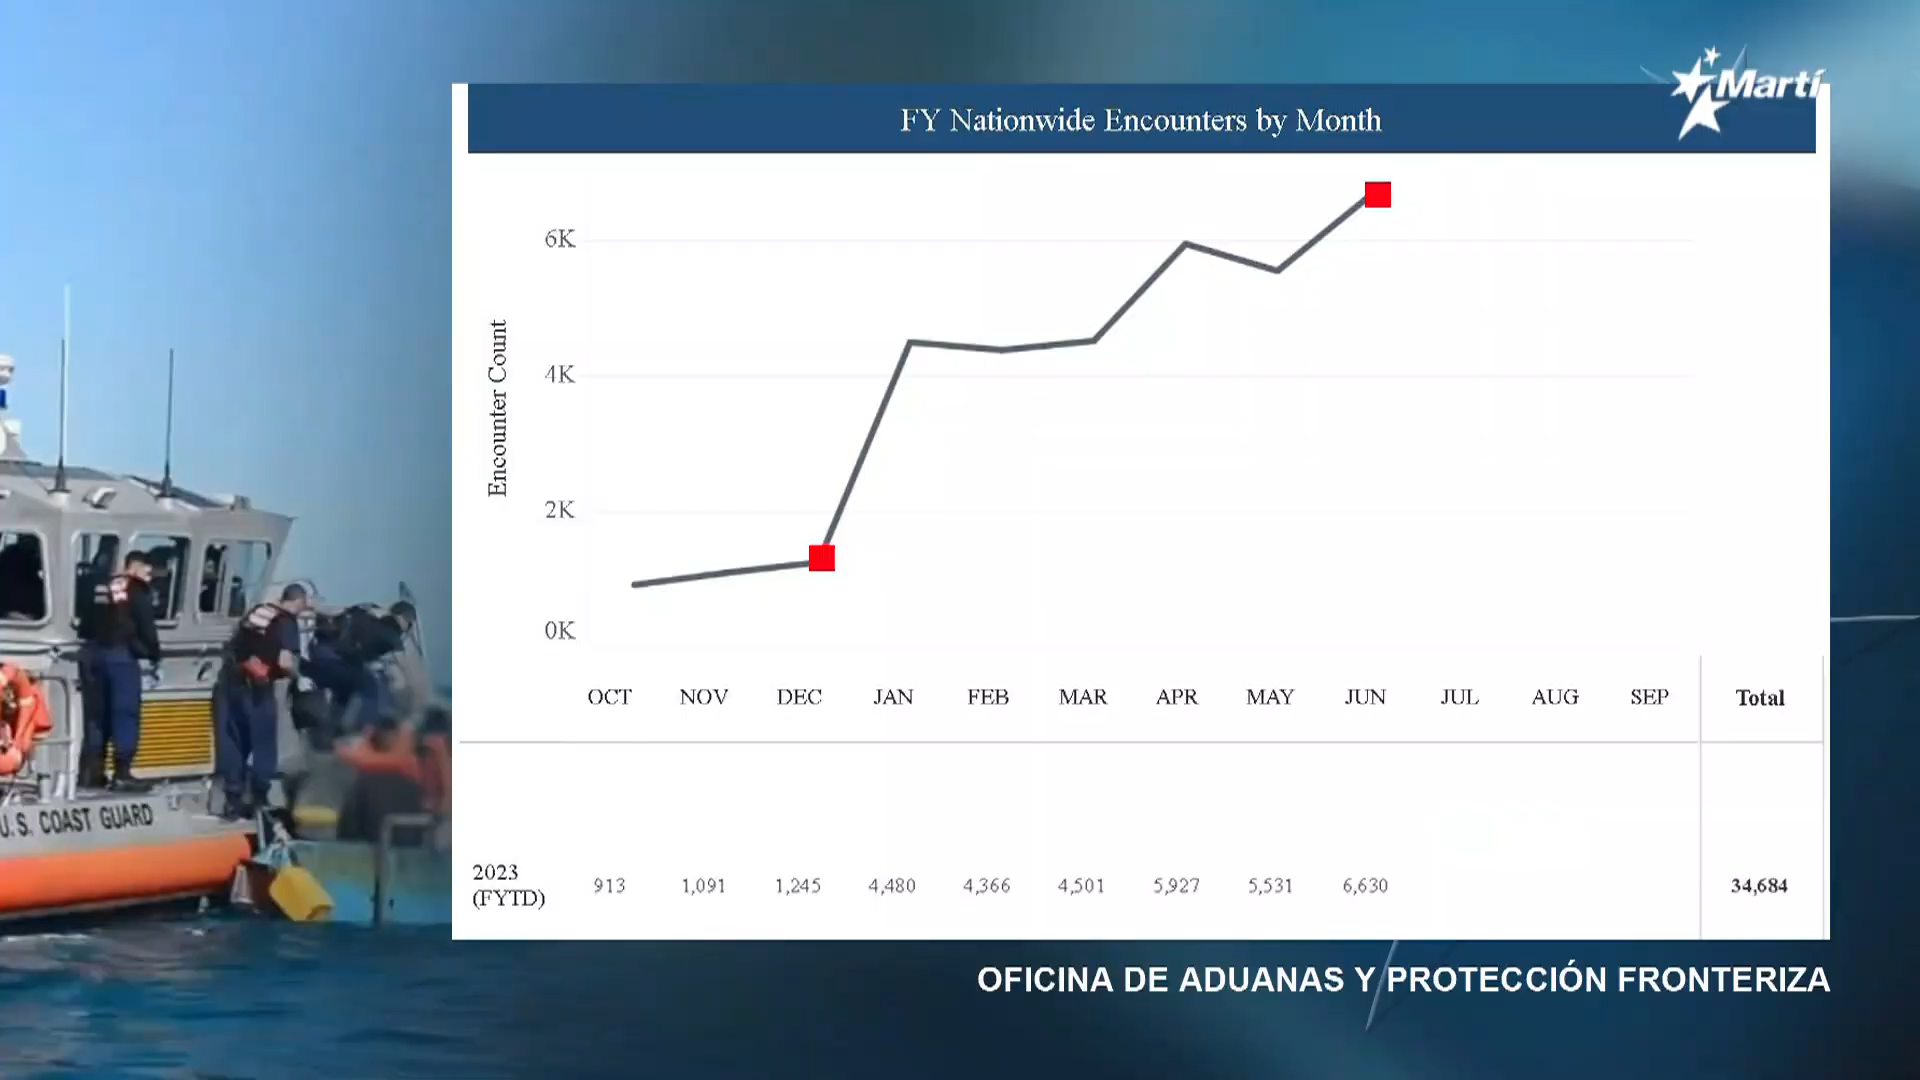 Martí
FY Nationwide Encounters by Month
Encounter Count
6K
4K
2K
0K
OCT NOV DEC JAN FEB MAR APR MAY JUN JUL AUG SEP Total
2023
(FYTD) 913 1,091 1,245 4,480 4,366 4,501 5,927 5,531 6,630 34,684
U.S. COAST GUARD
OFICINA DE ADUANAS Y PROTECCIÓN FRONTERIZA